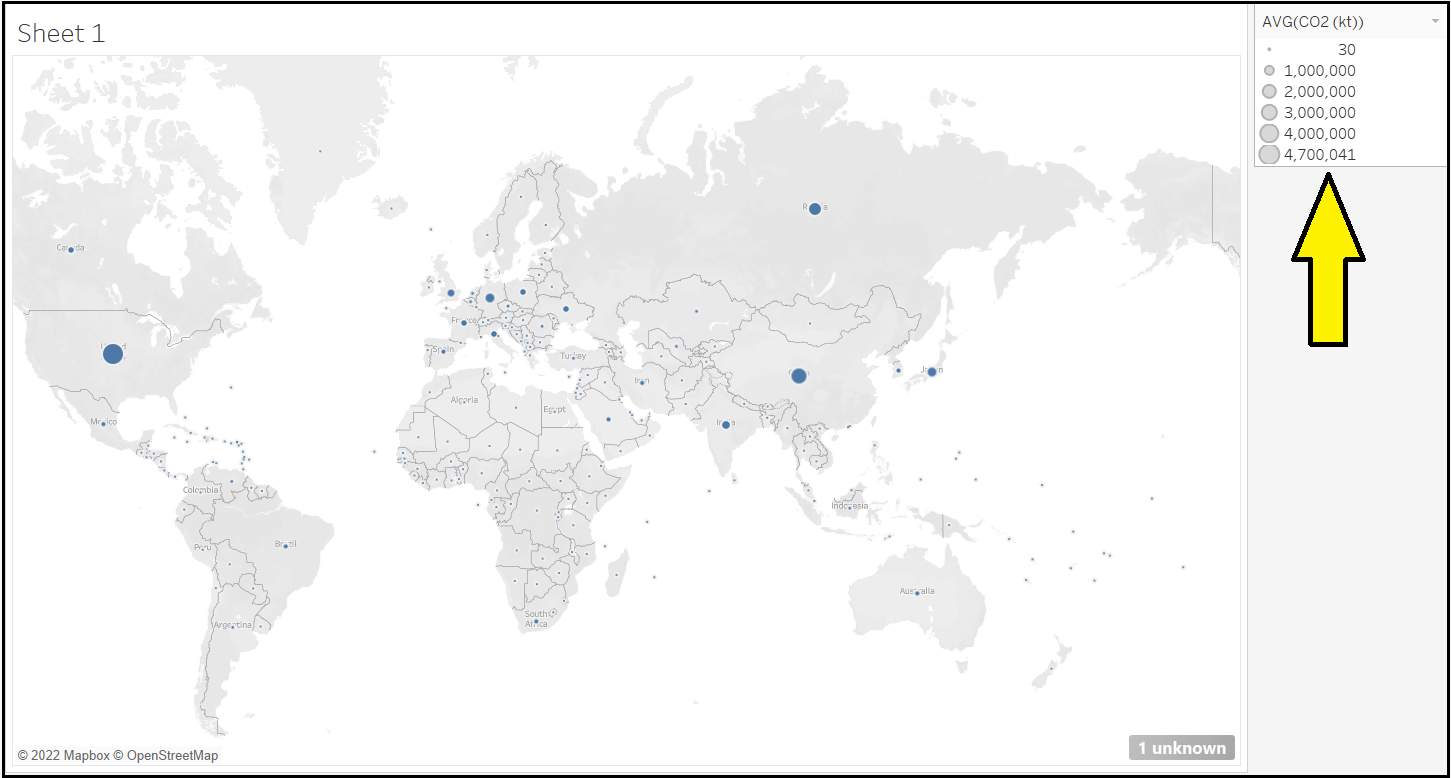 Sheet 1
AVG(CO2 (kt))
30
1,000,000
2,000,000
3,000,000
4,000,000
4,700,041
Canada
France
Spain
Turkey
Mexico
Algeria
Egypt
Iran
India
Japan
Colombia
Peru
Brazil
Indonesia
Australia
Argentina
South
Africa
© 2022 Mapbox © OpenStreetMap
1 unknown